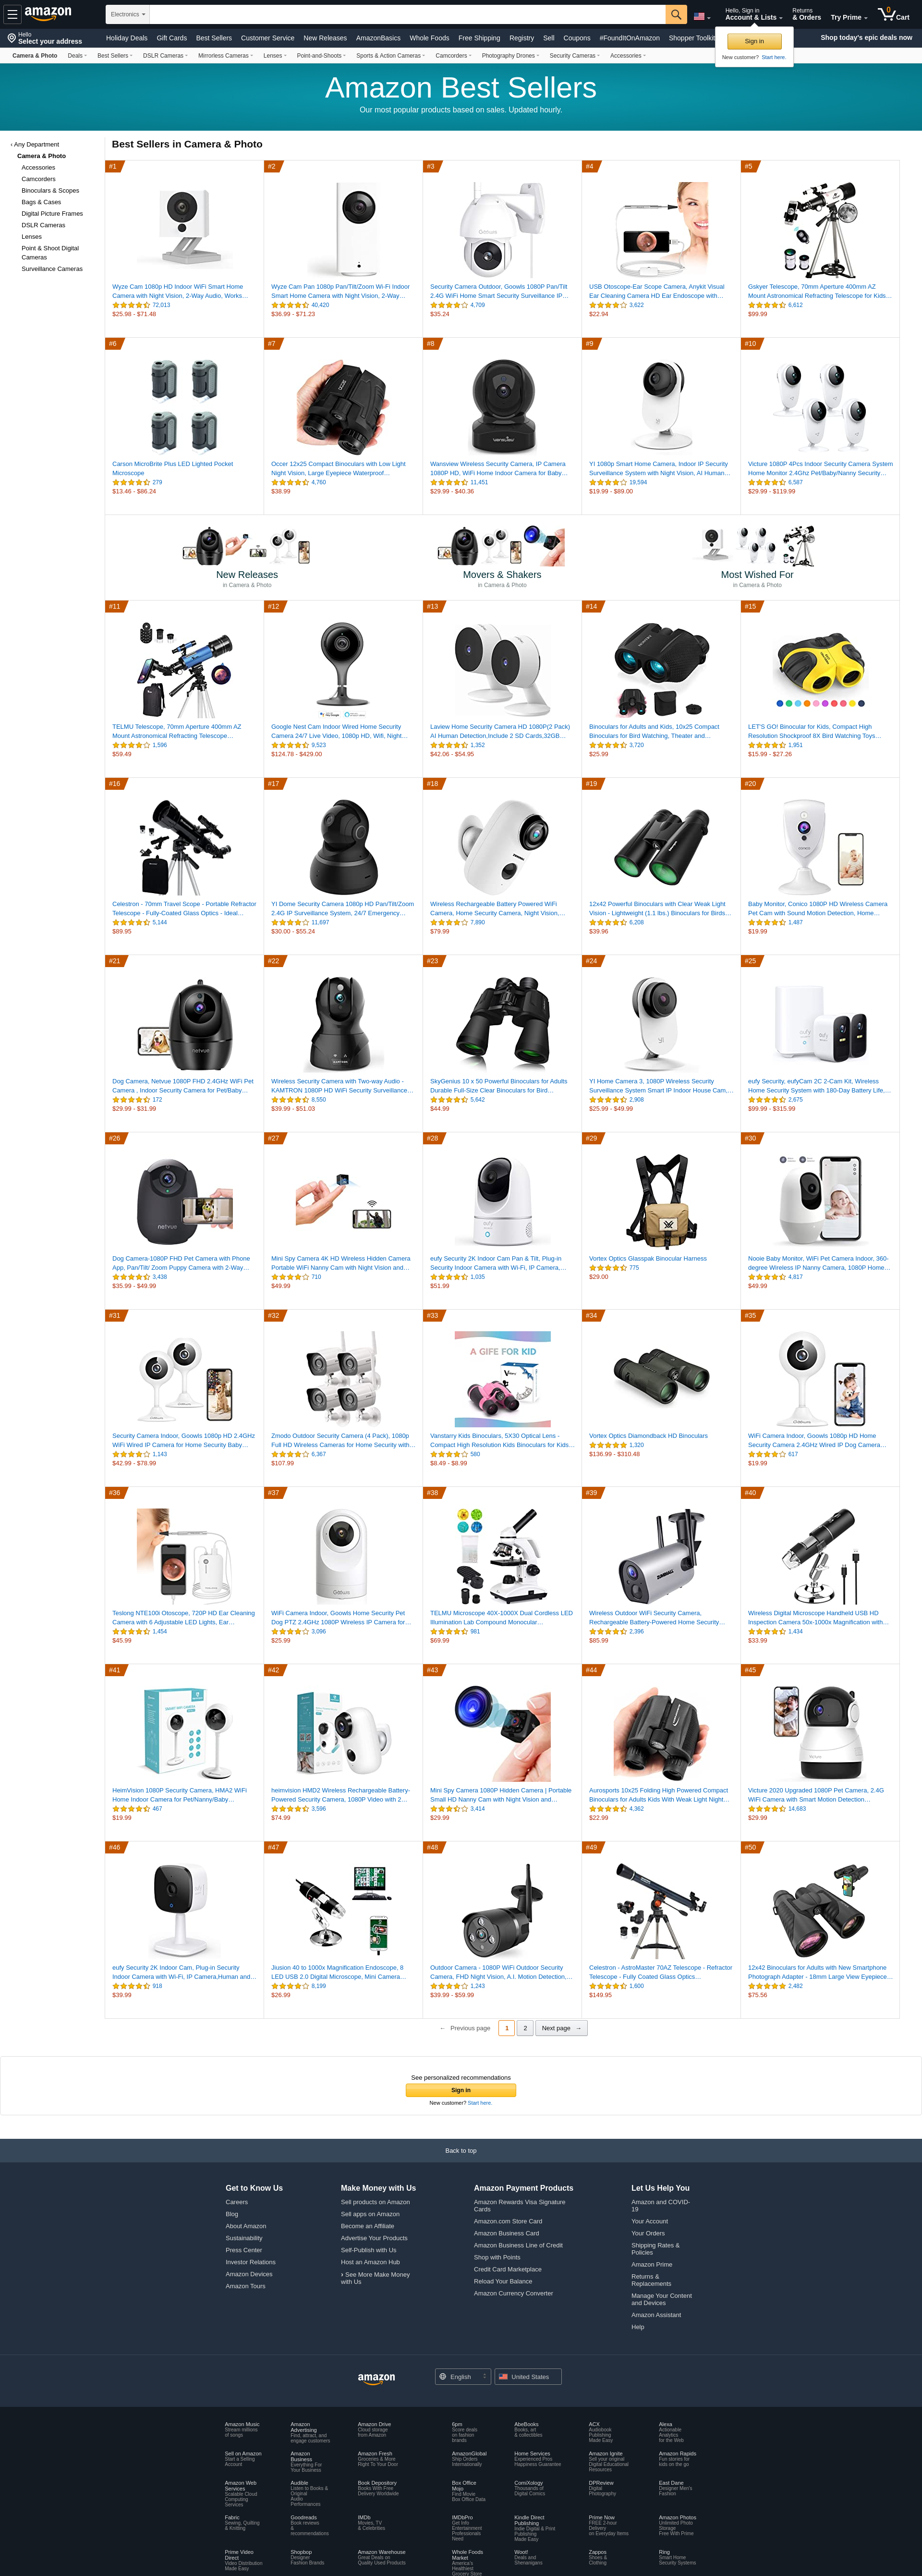 Hello
Select your address
amazon
Electronics
Hello, Sign in
Account & Lists
Returns
& Orders
Try Prime
0
Cart
Holiday Deals
Gift Cards
Best Sellers
Customer Service
New Releases
AmazonBasics
Whole Foods
Free Shipping
Registry
Sell
Coupons
#FoundItOnAmazon
Shopper Toolkit
Shop today's epic deals now
Sign in
New customer? Start here.
Camera & Photo
Deals
Best Sellers
DSLR Cameras
Mirrorless Cameras
Lenses
Point-and-Shoots
Sports & Action Cameras
Camcorders
Photography Drones
Security Cameras
Accessories
Amazon Best Sellers
Our most popular products based on sales. Updated hourly.
‹ Any Department
Camera & Photo
Accessories
Camcorders
Binoculars & Scopes
Bags & Cases
Digital Picture Frames
DSLR Cameras
Lenses
Point & Shoot Digital
Cameras
Surveillance Cameras
Best Sellers in Camera & Photo
#1
Wyze Cam 1080p HD Indoor WiFi Smart Home
Camera with Night Vision, 2-Way Audio, Works…
72,013
$25.98 - $71.48
#2
Wyze Cam Pan 1080p Pan/Tilt/Zoom Wi-Fi Indoor
Smart Home Camera with Night Vision, 2-Way…
40,420
$36.99 - $71.23
#3
Security Camera Outdoor, Goowls 1080P Pan/Tilt
2.4G WiFi Home Smart Security Surveillance IP…
4,709
$35.24
#4
USB Otoscope-Ear Scope Camera, Anykit Visual
Ear Cleaning Camera HD Ear Endoscope with…
3,622
$22.94
#5
Gskyer Telescope, 70mm Aperture 400mm AZ
Mount Astronomical Refracting Telescope for Kids…
6,612
$99.99
#6
Carson MicroBrite Plus LED Lighted Pocket
Microscope
279
$13.46 - $86.24
#7
Occer 12x25 Compact Binoculars with Low Light
Night Vision, Large Eyepiece Waterproof…
4,760
$38.99
#8
Wansview Wireless Security Camera, IP Camera
1080P HD, WiFi Home Indoor Camera for Baby…
11,451
$29.99 - $40.36
#9
YI 1080p Smart Home Camera, Indoor IP Security
Surveillance System with Night Vision, AI Human…
19,594
$19.99 - $89.00
#10
Victure 1080P 4Pcs Indoor Security Camera System
Home Monitor 2.4Ghz Pet/Baby/Nanny Security…
6,587
$29.99 - $119.99
New Releases
in Camera & Photo
Movers & Shakers
in Camera & Photo
Most Wished For
in Camera & Photo
#11
TELMU Telescope, 70mm Aperture 400mm AZ
Mount Astronomical Refracting Telescope…
1,596
$59.49
#12
Google Nest Cam Indoor Wired Home Security
Camera 24/7 Live Video, 1080p HD, Wifi, Night…
9,523
$124.78 - $429.00
#13
Laview Home Security Camera HD 1080P(2 Pack)
AI Human Detection,Include 2 SD Cards,32GB…
1,352
$42.06 - $54.95
#14
Binoculars for Adults and Kids, 10x25 Compact
Binoculars for Bird Watching, Theater and…
3,720
$25.99
#15
LET'S GO! Binocular for Kids, Compact High
Resolution Shockproof 8X Bird Watching Toys…
1,951
$15.99 - $27.26
#16
Celestron - 70mm Travel Scope - Portable Refractor
Telescope - Fully-Coated Glass Optics - Ideal…
5,144
$89.95
#17
YI Dome Security Camera 1080p HD Pan/Tilt/Zoom
2.4G IP Surveillance System, 24/7 Emergency…
11,697
$30.00 - $55.24
#18
Wireless Rechargeable Battery Powered WiFi
Camera, Home Security Camera, Night Vision,…
7,890
$79.99
#19
12x42 Powerful Binoculars with Clear Weak Light
Vision - Lightweight (1.1 lbs.) Binoculars for Birds…
6,208
$39.96
#20
Baby Monitor, Conico 1080P HD Wireless Camera
Pet Cam with Sound Motion Detection, Home…
1,487
$19.99
#21
Dog Camera, Netvue 1080P FHD 2.4GHz WiFi Pet
Camera , Indoor Security Camera for Pet/Baby…
172
$29.99 - $31.99
#22
Wireless Security Camera with Two-way Audio -
KAMTRON 1080P HD WiFi Security Surveillance…
8,550
$39.99 - $51.03
#23
SkyGenius 10 x 50 Powerful Binoculars for Adults
Durable Full-Size Clear Binoculars for Bird…
5,642
$44.99
#24
YI Home Camera 3, 1080P Wireless Security
Surveillance System Smart IP Indoor House Cam,…
2,908
$25.99 - $49.99
#25
eufy Security, eufyCam 2C 2-Cam Kit, Wireless
Home Security System with 180-Day Battery Life,…
2,675
$99.99 - $315.99
#26
Dog Camera-1080P FHD Pet Camera with Phone
App, Pan/Tilt/ Zoom Puppy Camera with 2-Way…
3,438
$35.99 - $49.99
#27
Mini Spy Camera 4K HD Wireless Hidden Camera
Portable WiFi Nanny Cam with Night Vision and…
710
$49.99
#28
eufy Security 2K Indoor Cam Pan & Tilt, Plug-in
Security Indoor Camera with Wi-Fi, IP Camera,…
1,035
$51.99
#29
Vortex Optics Glasspak Binocular Harness
775
$29.00
#30
Nooie Baby Monitor, WiFi Pet Camera Indoor, 360-
degree Wireless IP Nanny Camera, 1080P Home…
4,817
$49.99
#31
Security Camera Indoor, Goowls 1080p HD 2.4GHz
WiFi Wired IP Camera for Home Security Baby…
1,143
$42.99 - $78.99
#32
Zmodo Outdoor Security Camera (4 Pack), 1080p
Full HD Wireless Cameras for Home Security with…
6,367
$107.99
#33
A GIFE FOR KID
Vanstarry Kids Binoculars, 5X30 Optical Lens -
Compact High Resolution Kids Binoculars for Kids…
580
$8.49 - $8.99
#34
Vortex Optics Diamondback HD Binoculars
1,320
$136.99 - $310.48
#35
WiFi Camera Indoor, Goowls 1080p HD Home
Security Camera 2.4GHz Wired IP Dog Camera…
617
$19.99
#36
Teslong NTE100i Otoscope, 720P HD Ear Cleaning
Camera with 6 Adjustable LED Lights, Ear…
1,454
$45.99
#37
WiFi Camera Indoor, Goowls Home Security Pet
Dog PTZ 2.4GHz 1080P Wireless IP Camera for…
3,096
$25.99
#38
TELMU Microscope 40X-1000X Dual Cordless LED
Illumination Lab Compound Monocular…
981
$69.99
#39
Wireless Outdoor WiFi Security Camera,
Rechargeable Battery-Powered Home Security…
2,396
$85.99
#40
Wireless Digital Microscope Handheld USB HD
Inspection Camera 50x-1000x Magnification with…
1,434
$33.99
#41
HeimVision 1080P Security Camera, HMA2 WiFi
Home Indoor Camera for Pet/Nanny/Baby…
467
$19.99
#42
heimvision HMD2 Wireless Rechargeable Battery-
Powered Security Camera, 1080P Video with 2…
3,596
$74.99
#43
Mini Spy Camera 1080P Hidden Camera | Portable
Small HD Nanny Cam with Night Vision and…
3,414
$29.99
#44
Aurosports 10x25 Folding High Powered Compact
Binoculars for Adults Kids With Weak Light Night…
4,362
$22.99
#45
Victure 2020 Upgraded 1080P Pet Camera, 2.4G
WiFi Camera with Smart Motion Detection…
14,683
$29.99
#46
eufy Security 2K Indoor Cam, Plug-in Security
Indoor Camera with Wi-Fi, IP Camera,Human and…
918
$39.99
#47
Jiusion 40 to 1000x Magnification Endoscope, 8
LED USB 2.0 Digital Microscope, Mini Camera…
8,199
$26.99
#48
Outdoor Camera - 1080P WiFi Outdoor Security
Camera, FHD Night Vision, A.I. Motion Detection,…
1,243
$39.99 - $59.99
#49
Celestron - AstroMaster 70AZ Telescope - Refractor
Telescope - Fully Coated Glass Optics…
1,600
$149.95
#50
12x42 Binoculars for Adults with New Smartphone
Photograph Adapter - 18mm Large View Eyepiece…
2,482
$75.56
← Previous page
1
2
Next page →
See personalized recommendations
Sign in
New customer? Start here.
Back to top
Get to Know Us
Careers
Blog
About Amazon
Sustainability
Press Center
Investor Relations
Amazon Devices
Amazon Tours
Make Money with Us
Sell products on Amazon
Sell apps on Amazon
Become an Affiliate
Advertise Your Products
Self-Publish with Us
Host an Amazon Hub
› See More Make Money
with Us
Amazon Payment Products
Amazon Rewards Visa Signature
Cards
Amazon.com Store Card
Amazon Business Card
Amazon Business Line of Credit
Shop with Points
Credit Card Marketplace
Reload Your Balance
Amazon Currency Converter
Let Us Help You
Amazon and COVID-
19
Your Account
Your Orders
Shipping Rates &
Policies
Amazon Prime
Returns &
Replacements
Manage Your Content
and Devices
Amazon Assistant
Help
amazon
English
United States
Amazon Music
Stream millions
of songs
Amazon
Advertising
Find, attract, and
engage customers
Amazon Drive
Cloud storage
from Amazon
6pm
Score deals
on fashion
brands
AbeBooks
Books, art
& collectibles
ACX
Audiobook
Publishing
Made Easy
Alexa
Actionable
Analytics
for the Web
Sell on Amazon
Start a Selling
Account
Amazon
Business
Everything For
Your Business
Amazon Fresh
Groceries & More
Right To Your Door
AmazonGlobal
Ship Orders
Internationally
Home Services
Experienced Pros
Happiness Guarantee
Amazon Ignite
Sell your original
Digital Educational
Resources
Amazon Rapids
Fun stories for
kids on the go
Amazon Web
Services
Scalable Cloud
Computing
Services
Audible
Listen to Books &
Original
Audio
Performances
Book Depository
Books With Free
Delivery Worldwide
Box Office
Mojo
Find Movie
Box Office Data
ComiXology
Thousands of
Digital Comics
DPReview
Digital
Photography
East Dane
Designer Men's
Fashion
Fabric
Sewing, Quilting
& Knitting
Goodreads
Book reviews
&
recommendations
IMDb
Movies, TV
& Celebrities
IMDbPro
Get Info
Entertainment
Professionals
Need
Kindle Direct
Publishing
Indie Digital & Print
Publishing
Made Easy
Prime Now
FREE 2-hour
Delivery
on Everyday Items
Amazon Photos
Unlimited Photo
Storage
Free With Prime
Prime Video
Direct
Video Distribution
Made Easy
Shopbop
Designer
Fashion Brands
Amazon Warehouse
Great Deals on
Quality Used Products
Whole Foods
Market
America's
Healthiest
Grocery Store
Woot!
Deals and
Shenanigans
Zappos
Shoes &
Clothing
Ring
Smart Home
Security Systems